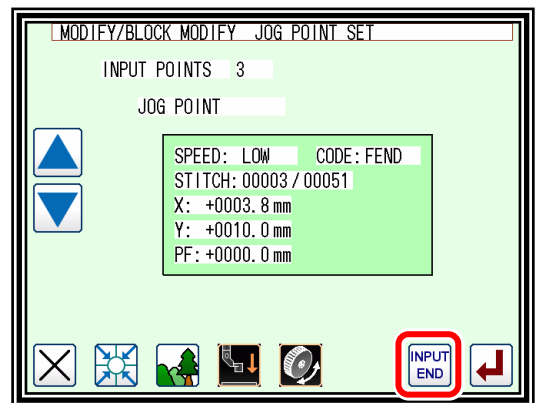 MODIFY/BLOCK MODIFY JOG POINT SET
INPUT POINTS 3
JOG POINT
SPEED: LOW CODE:FEND
STITCH:00003/00051
X: +0003.8mm
Y: +0010.0mm
PF:+0000.0mm
INPUT
END